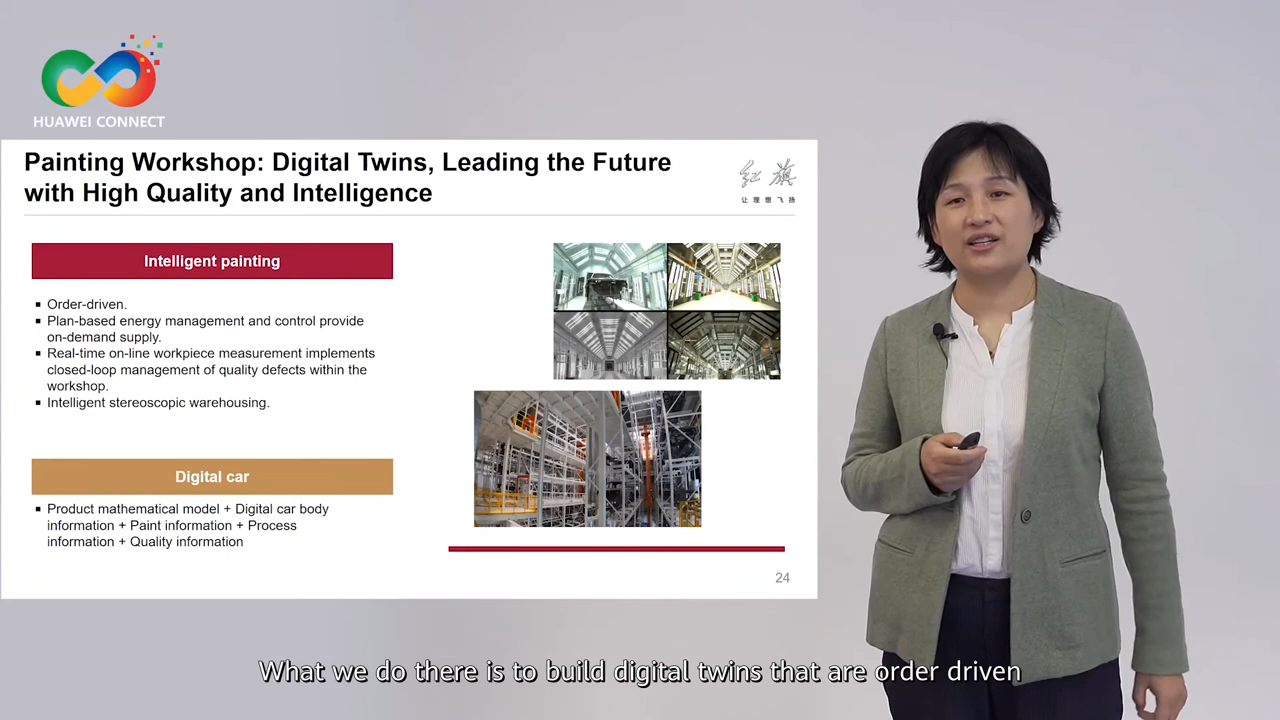 HUAWEI CONNECT
Painting Workshop: Digital Twins, Leading the Future
with High Quality and Intelligence
红旗
让理想飞扬
Intelligent painting
▪ Order-driven.
▪ Plan-based energy management and control provide
on-demand supply.
▪ Real-time on-line workpiece measurement implements
closed-loop management of quality defects within the
workshop.
▪ Intelligent stereoscopic warehousing.
Digital car
▪ Product mathematical model + Digital car body
information + Paint information + Process
information + Quality information
24
What we do there is to build digital twins that are order driven